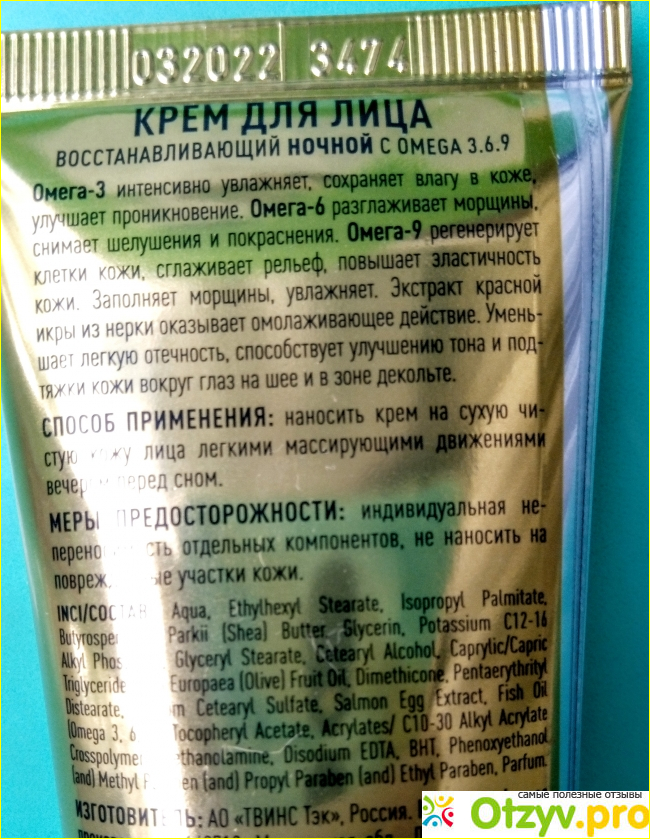 032022 3474
КРЕМ ДЛЯ ЛИЦА
ВОССТАНАВЛИВАЮЩИЙ НОЧНОЙ С OMEGA 3.6.9
Омега-3 интенсивно увлажняет, сохраняет влагу в коже,
улучшает проникновение. Омега-6 разглаживает морщины,
снимает шелушения и покраснения. Омега-9 регенерирует
клетки кожи, сглаживает рельеф, повышает эластичность
кожи. Заполняет морщины, увлажняет. Экстракт красной
икры из нерки оказывает омолаживающее действие. Умень-
шает легкую отечность, способствует улучшению тона и под-
тяжки кожи вокруг глаз на шее и в зоне декольте.
СПОСОБ ПРИМЕНЕНИЯ: наносить крем на сухую чи-
стую кожу лица легкими массирующими движениями
перед сном.
МЕРЫ ПРЕДОСТОРОЖНОСТИ: индивидуальная не-
отдельных компонентов, не наносить на
участки кожи.
INCI/СОСТАВ Aqua, Ethylhexyl Stearate, Isopropyl Palmitate,
Parkii (Shea) Butter, Glycerin, Potassium C12-16
Alkyl Glyceryl Stearate, Cetearyl Alcohol, Caprylic/Capric
Europaea (Olive) Fruit Oil, Dimethicone, Pentaerythrityl
Distearate, Cetearyl Sulfate, Salmon Egg Extract, Fish Oil
(Omega 3, 6 Tocopheryl Acetate, Acrylates/ C10-30 Alkyl Acrylate
Disodium EDTA, BHT, Phenoxyethanol
(and) Methyl (and) Propyl Paraben (and) Ethyl Paraben, Parfum.
ИЗГОТОВИТЕЛЬ: АО «ТВИНС Тэк», Россия.
самые полезные отзывы
Otzyv.pro